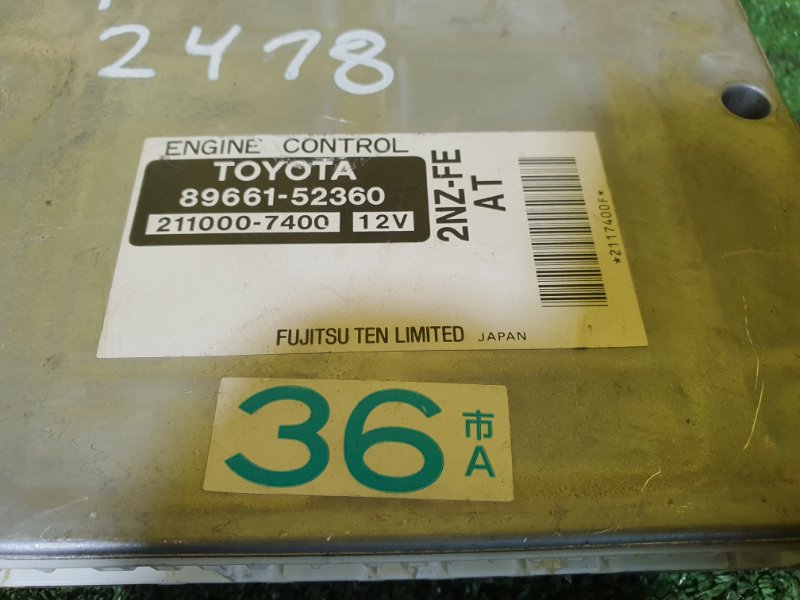 2478
ENGINE CONTROL
TOYOTA
89661-52360
211000-7400 12V
2NZ-FE
AT
*2117400F*
FUJITSU TEN LIMITED JAPAN
36 市A